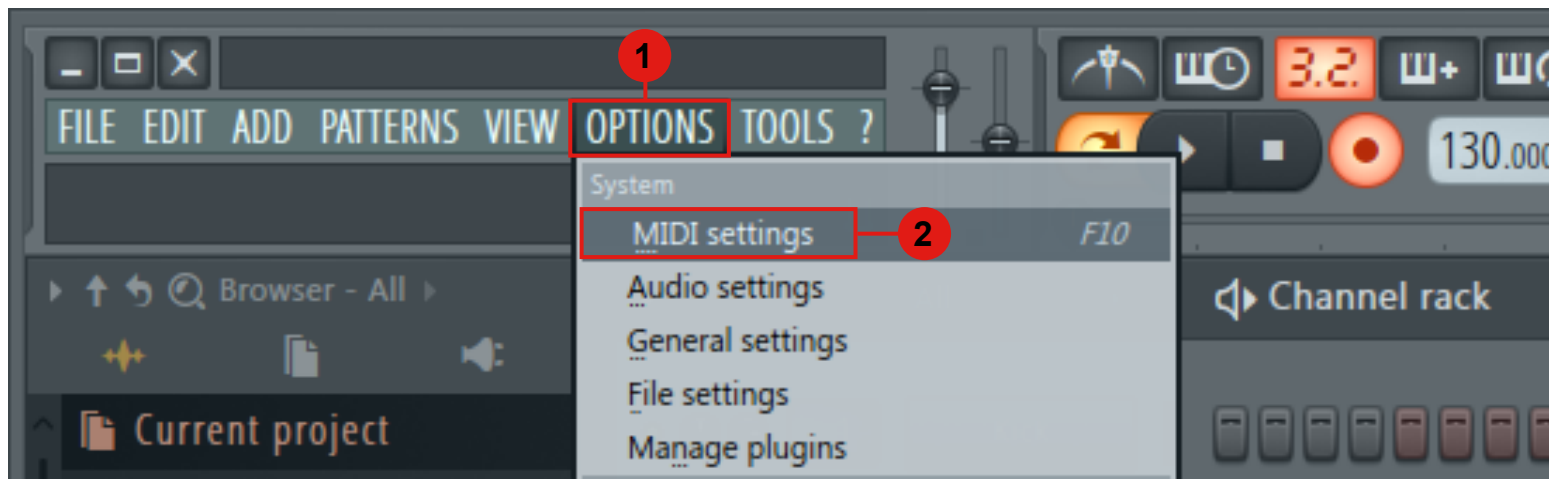 1
3.2.
FILE EDIT ADD PATTERNS VIEW OPTIONS TOOLS ?
130.000
System
MIDI settings 2 F10
Browser - All
Audio settings
Channel rack
General settings
Current project
File settings
Manage plugins